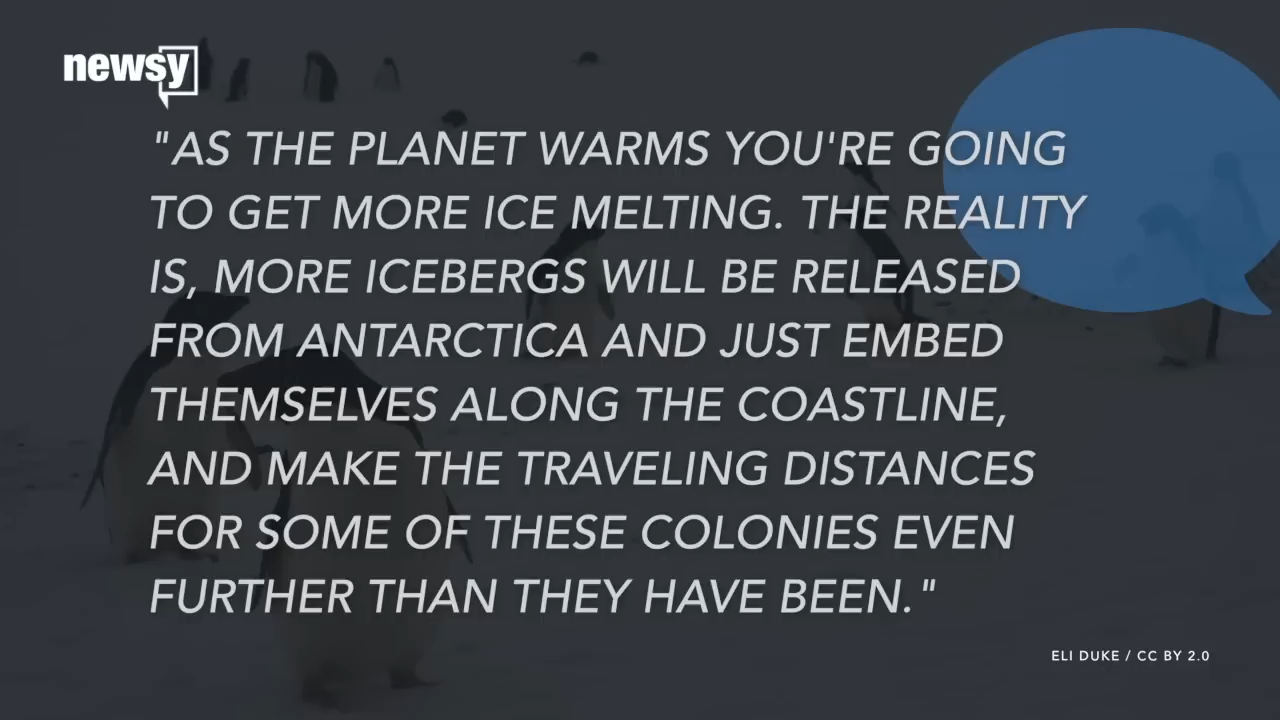 newsy
"AS THE PLANET WARMS YOU'RE GOING
TO GET MORE ICE MELTING. THE REALITY
IS, MORE ICEBERGS WILL BE RELEASED
FROM ANTARCTICA AND JUST EMBED
THEMSELVES ALONG THE COASTLINE,
AND MAKE THE TRAVELING DISTANCES
FOR SOME OF THESE COLONIES EVEN
FURTHER THAN THEY HAVE BEEN."
ELI DUKE / CC BY 2.0